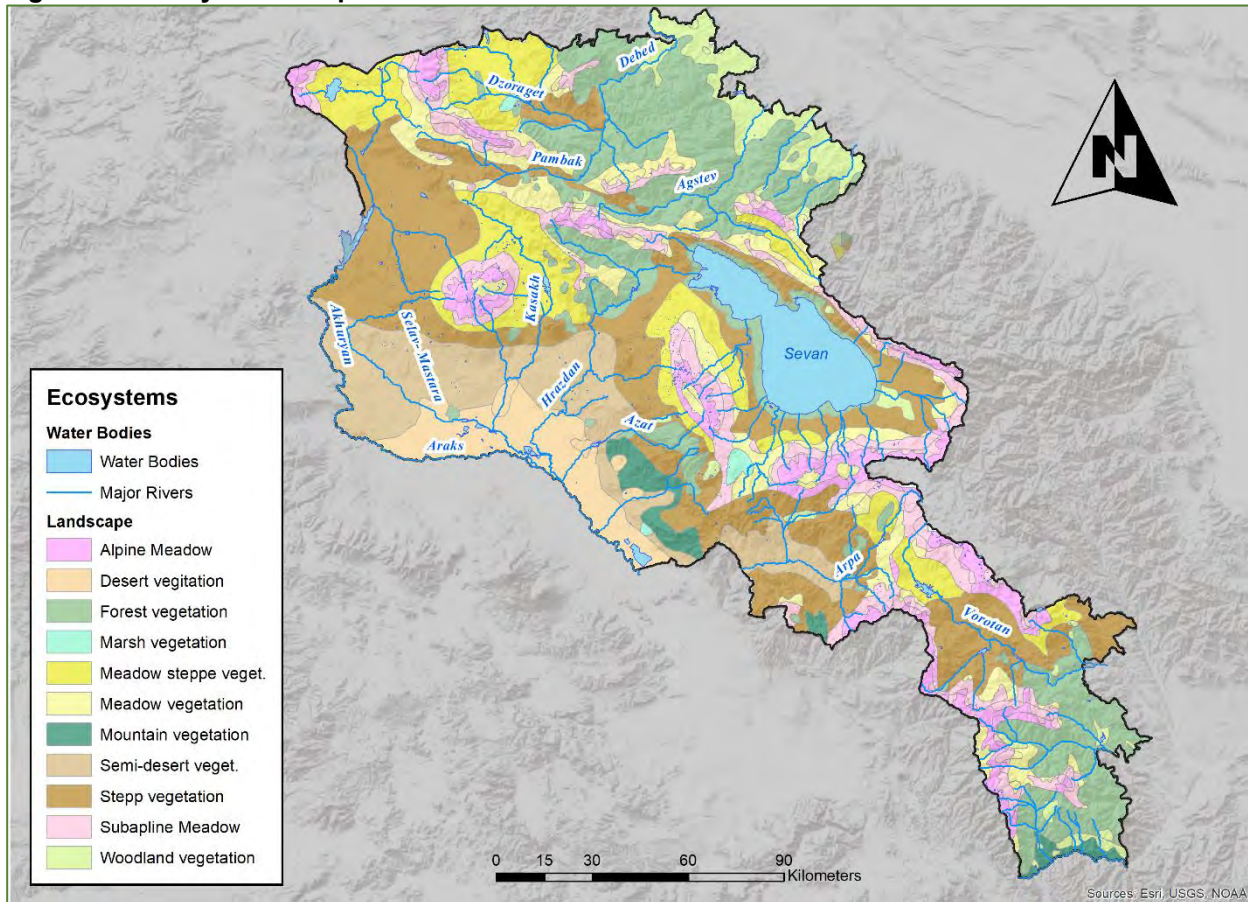 Debed
Dzoraget
N
Pambak
Agstev
Kasakh
Sevan
Akhuryan
Selav- Mastara
Hrazdan
Azat
Araks
Arpa
Vorotan
Ecosystems
Water Bodies
Water Bodies
Major Rivers
Landscape
Alpine Meadow
Desert vegitation
Forest vegetation
Marsh vegetation
Meadow steppe veget.
Meadow vegetation
Mountain vegetation
Semi-desert veget.
Stepp vegetation
Subapline Meadow
Woodland vegetation
0 15 30 60 90
Kilometers
Sources: Esri, USGS, NOAA